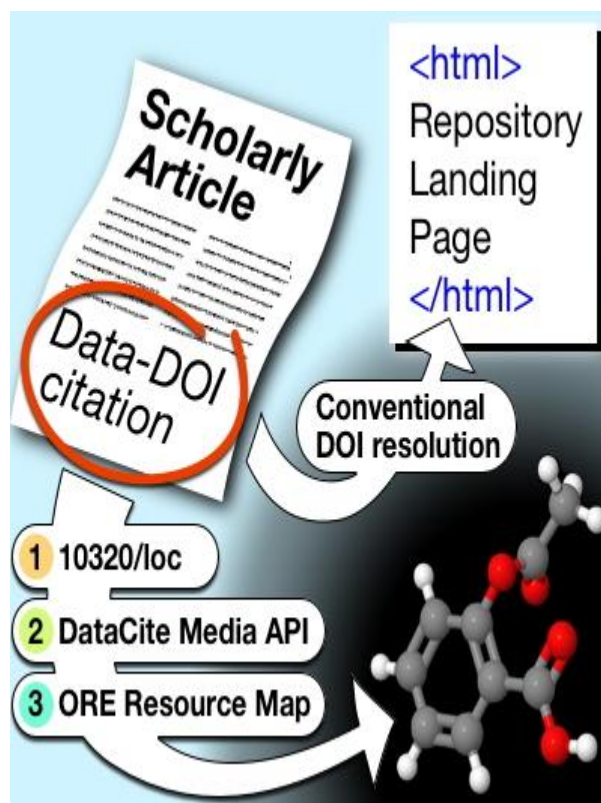 Scholarly
Article
Data-DOI
citation
<html>
Repository
Landing
Page
</html>
Conventional
DOI resolution
1 10320/loc
2 DataCite Media API
3 ORE Resource Map